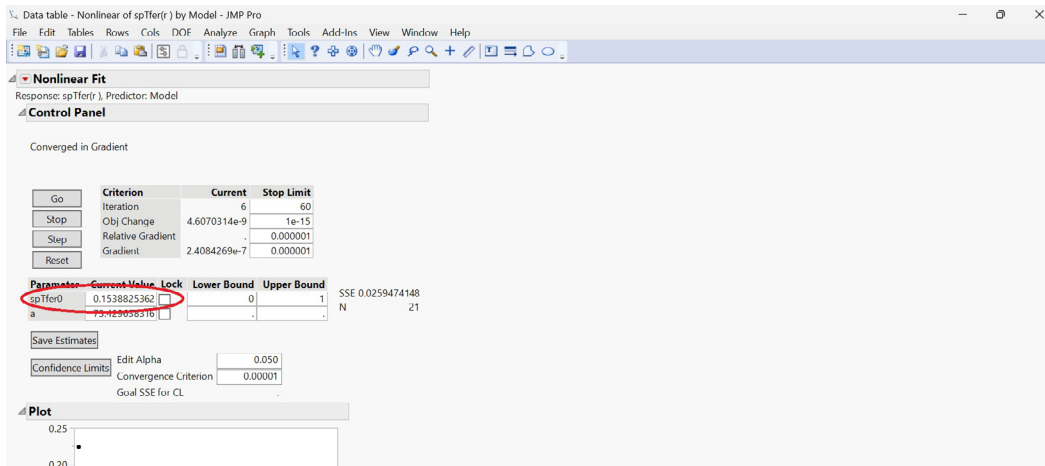 Data table - Nonlinear of spTfer(r ) by Model - JMP Pro
File Edit Tables Rows Cols DOE Analyze Graph Tools Add-Ins View Window Help
Nonlinear Fit
Response: spTfer(r ), Predictor: Model
Control Panel
Converged in Gradient
Go
Stop
Step
Reset
Criterion Current Stop Limit
Iteration 6 60
Obj Change 4.6070314e-9 1e-15
Relative Gradient . 0.000001
Gradient 2.4084269e-7 0.000001
Parameter Current Value Lock Lower Bound Upper Bound
spTfer0 0.1538825362 0 1
a 73.429638316 . .
SSE 0.0259474148
N 21
Save Estimates
Confidence Limits
Edit Alpha 0.050
Convergence Criterion 0.00001
Goal SSE for CL .
Plot
0.25
0.20